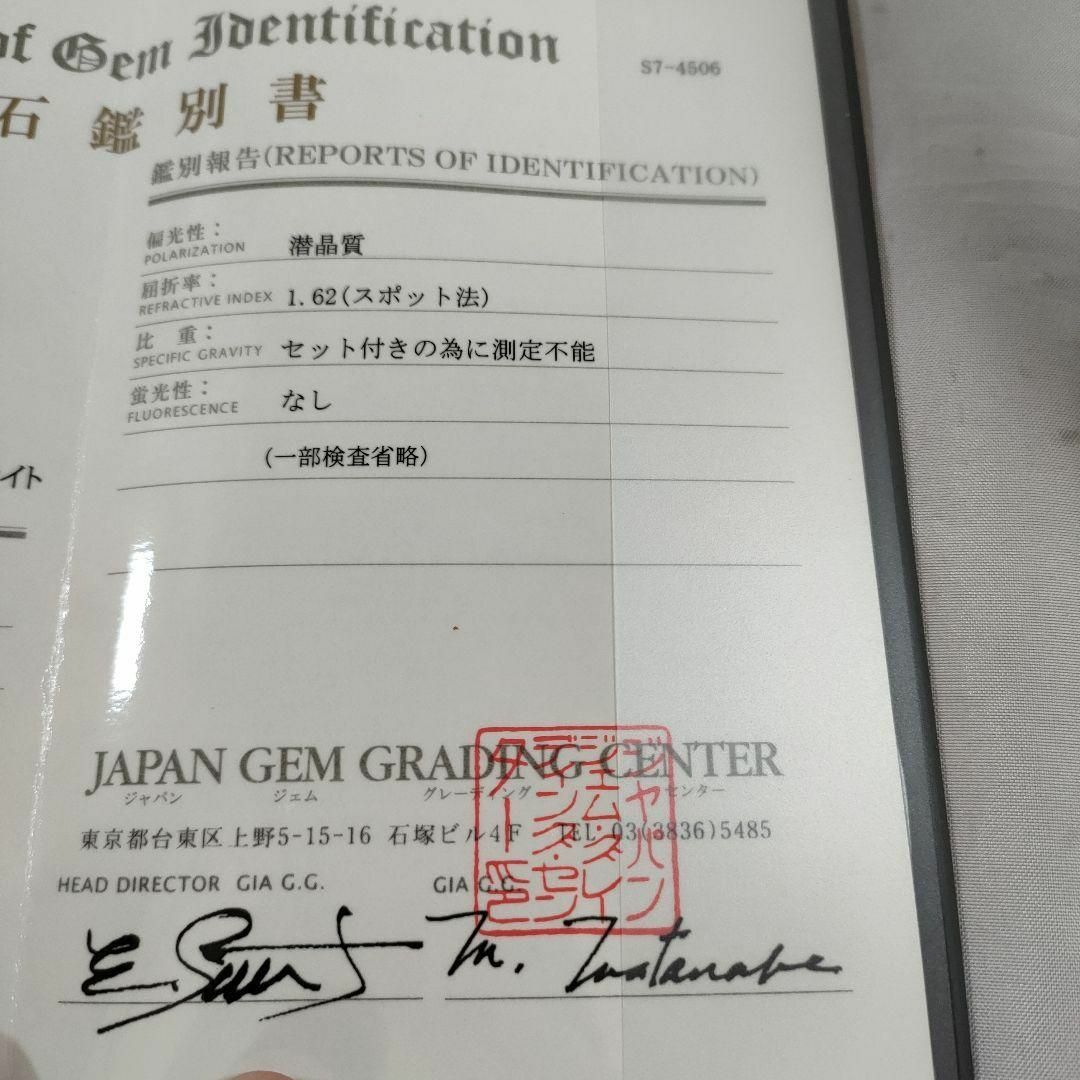 of Gem Identification
S7-4506
石鑑別書
鑑別報告(REPORTS OF IDENTIFICATION)
偏光性：
POLARIZATION
潜晶質
屈折率：
REFRACTIVE INDEX
1.62(スポット法)
比 重：
SPECIFIC GRAVITY
セット付きの為に測定不能
蛍光性：
FLUORESCENCE
なし
(一部検査省略)
イト
JAPAN GEM GRADING CENTER
ジャパン ジェム グレーディング センター
東京都台東区上野5-15-16 石塚ビル4F TEL 03(3836)5485
HEAD DIRECTOR GIA G.G.
GIA G.G.
M. Watanabe